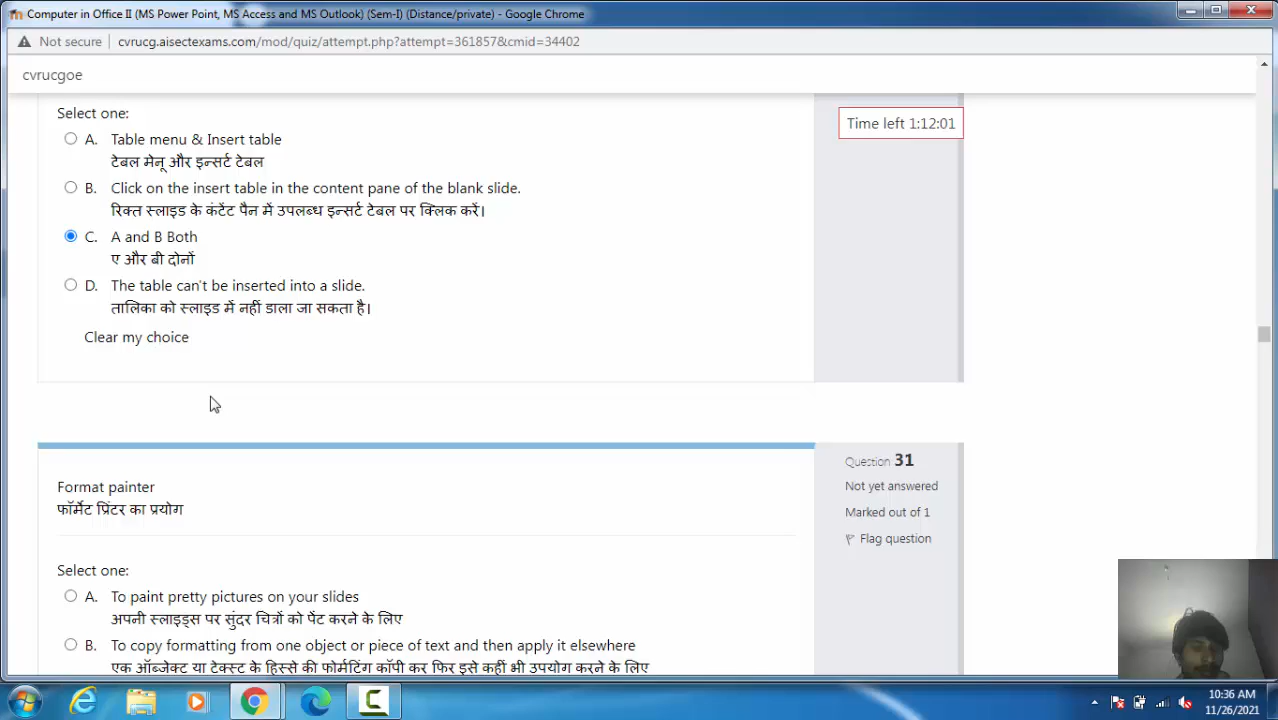 Computer in Office II (MS Power Point, MS Access and MS Outlook) (Sem-I) (Distance/private) - Google Chrome
Not secure cvrucg.aisectexams.com/mod/quiz/attempt.php?attempt=361857&cmid=34402
cvrucgoe
Select one:
Time left 1:12:01
A. Table menu & Insert table
टेबल मेनू और इन्सर्ट टेबल
B. Click on the insert table in the content pane of the blank slide.
रिक्त स्लाइड के कंटेंट पैन में उपलब्ध इन्सर्ट टेबल पर क्लिक करें।
C. A and B Both
ए और बी दोनों
D. The table can't be inserted into a slide.
तालिका को स्लाइड में नहीं डाला जा सकता है।
Clear my choice
Question 31
Not yet answered
Marked out of 1
Flag question
Format painter
फॉर्मेट प्रिंटर का प्रयोग
Select one:
A. To paint pretty pictures on your slides
अपनी स्लाइड्स पर सुंदर चित्रों को पेंट करने के लिए
B. To copy formatting from one object or piece of text and then apply it elsewhere
एक ऑब्जेक्ट या टेक्स्ट के हिस्से की फोर्मटिंग कॉपी कर फिर इसे कहीं भी उपयोग करने के लिए
10:36 AM
11/26/2021